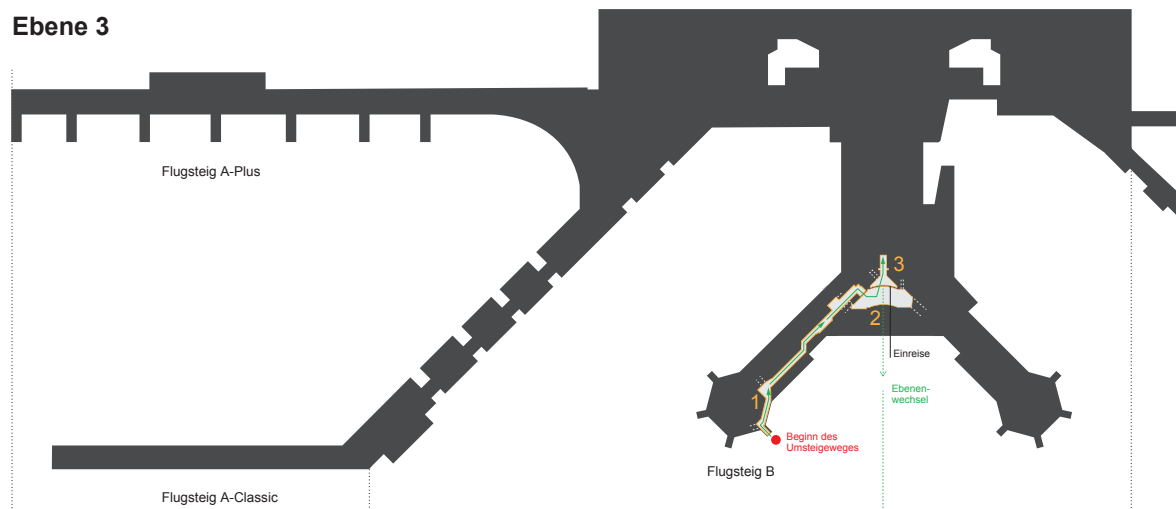 Ebene 3
Flugsteig A-Plus
3
2
Einreise
Ebenen-
wechsel
1
Beginn des
Umsteigeweges
Flugsteig B
Flugsteig A-Classic